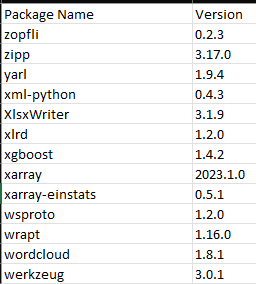 Package Name Version
zopfli 0.2.3
zipp 3.17.0
yarl 1.9.4
xml-python 0.4.3
XlsxWriter 3.1.9
xlrd 1.2.0
xgboost 1.4.2
xarray 2023.1.0
xarray-einstats 0.5.1
wsproto 1.2.0
wrapt 1.16.0
wordcloud 1.8.1
werkzeug 3.0.1